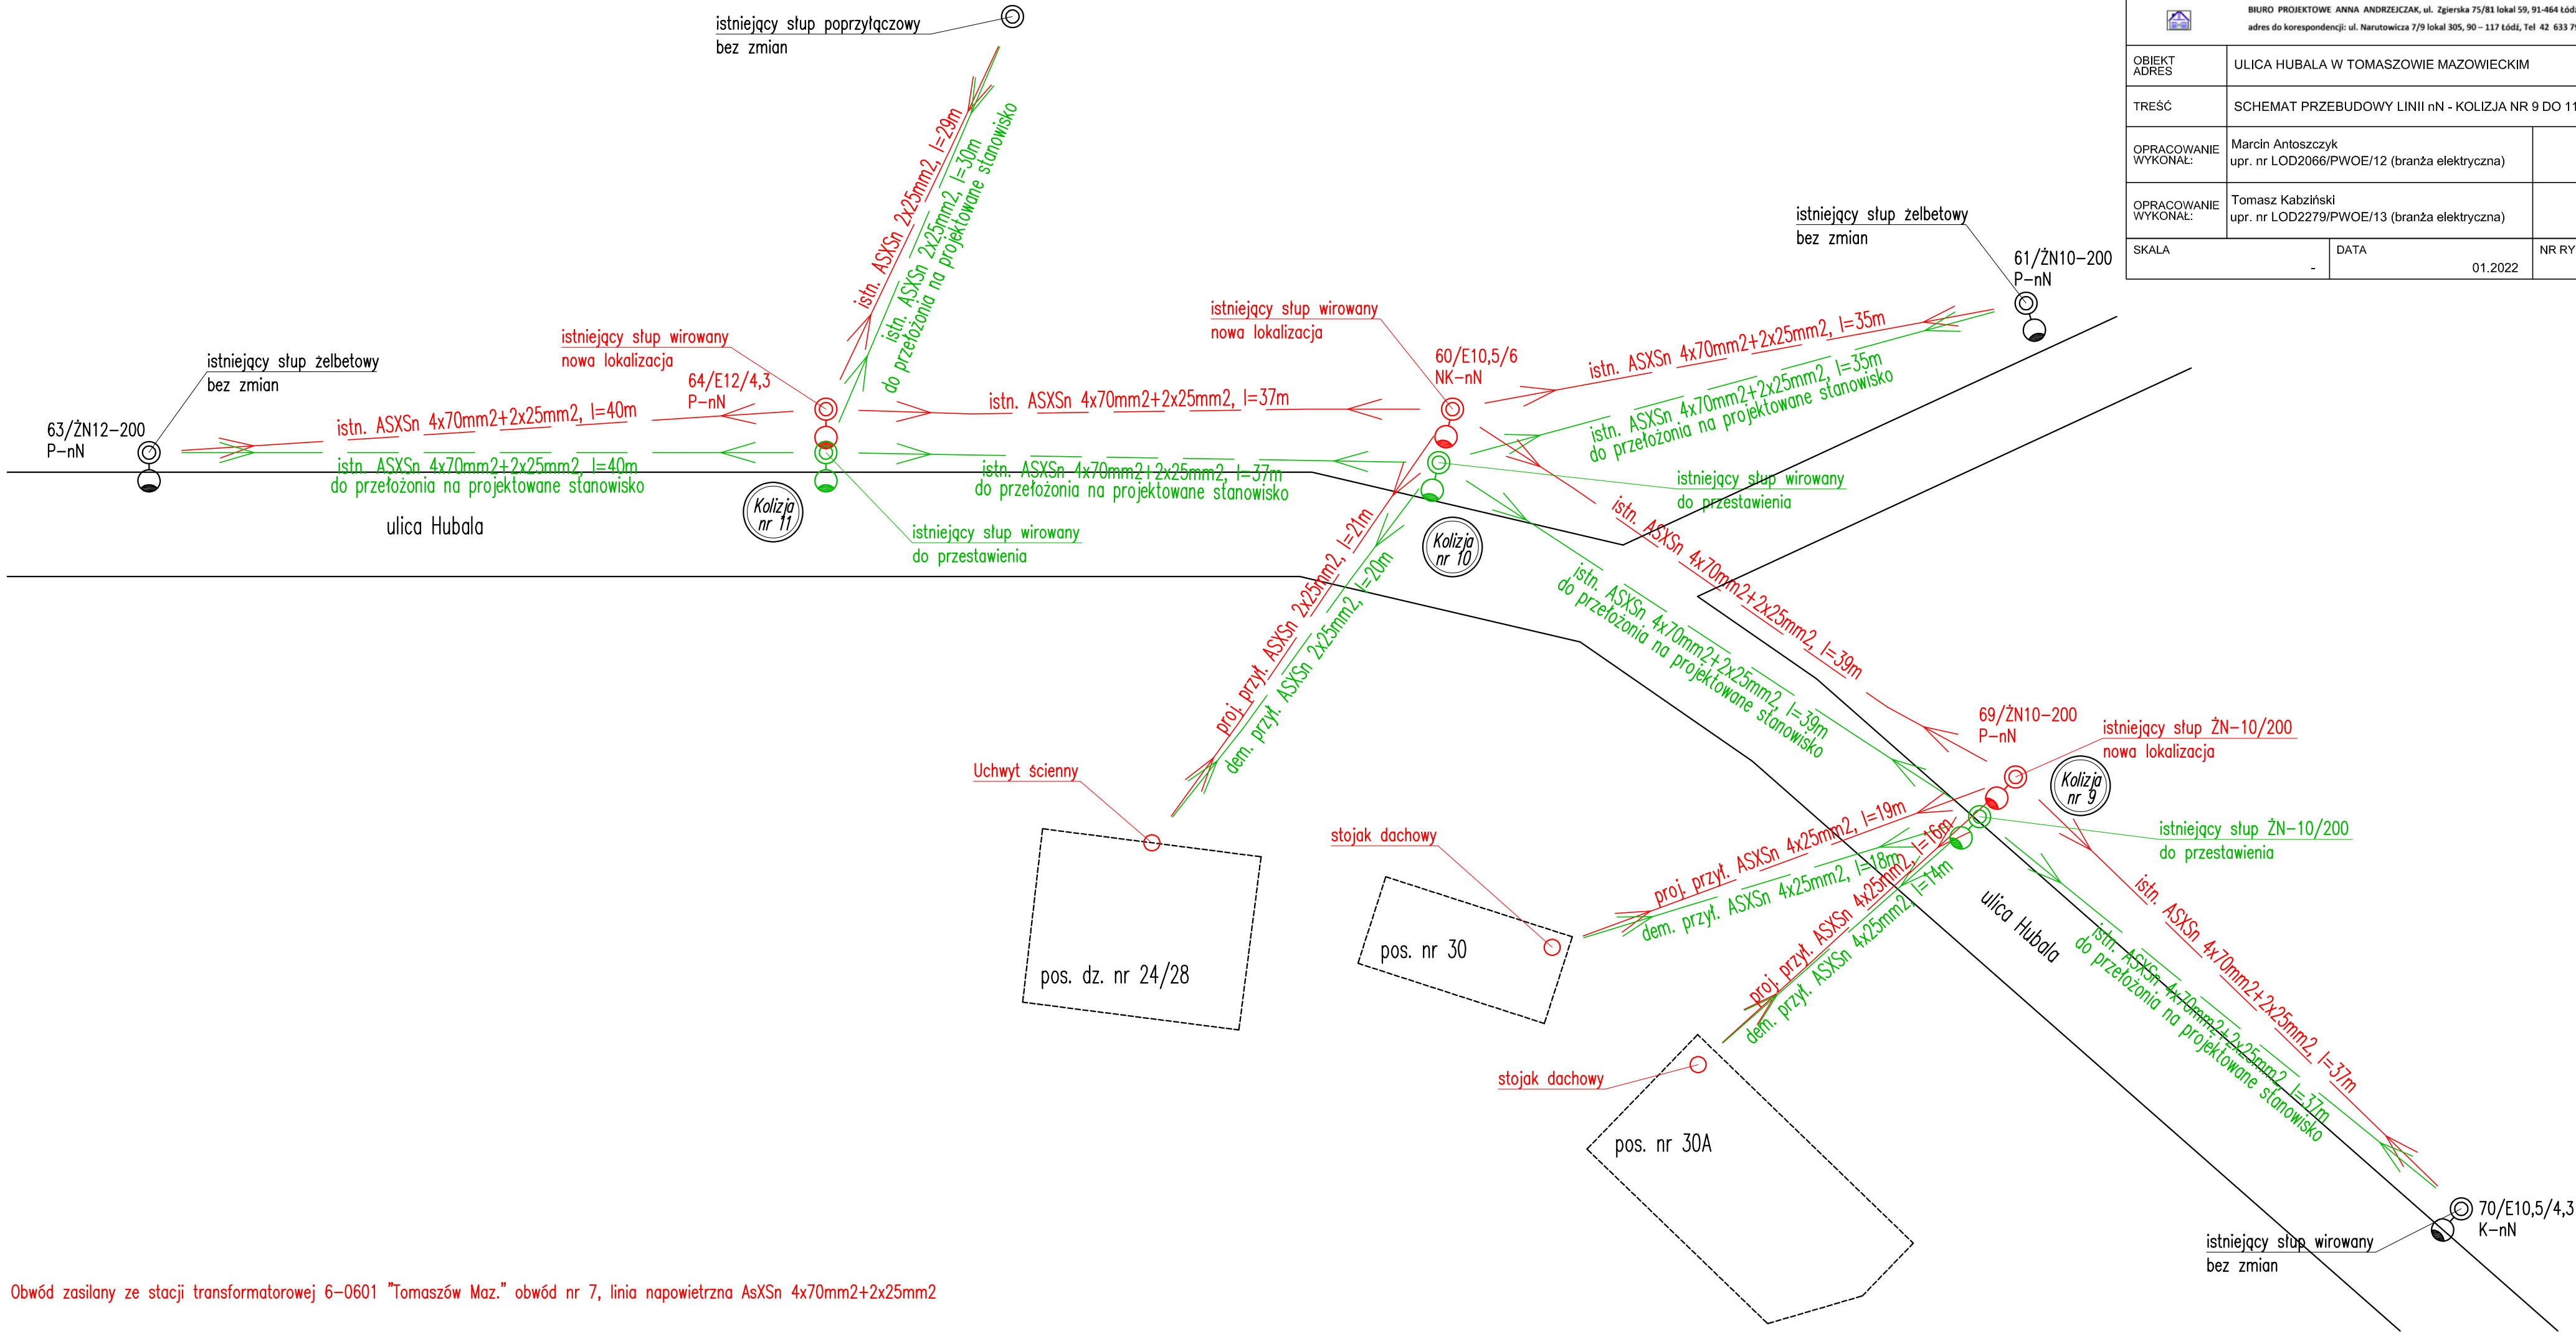 istniejący słup poprzyłączowy
bez zmian
BIURO PROJEKTOWE ANNA ANDRZEJCZAK, ul. Zgierska 75/81 lokal 59, 91-464 Łódź
adres do korespondencji: ul. Narutowicza 7/9 lokal 305, 90 – 117 Łódź, Tel 42 633 79
OBIEKT
ADRES
ULICA HUBALA W TOMASZOWIE MAZOWIECKIM
TREŚĆ
SCHEMAT PRZEBUDOWY LINII nN - KOLIZJA NR 9 DO 11
OPRACOWANIE
WYKONAŁ:
Marcin Antoszczyk
upr. nr LOD2066/PWOE/12 (branża elektryczna)
OPRACOWANIE
WYKONAŁ:
Tomasz Kabziński
upr. nr LOD2279/PWOE/13 (branża elektryczna)
SKALA
-
DATA
01.2022
NR RY
istn. ASXSn 2x25mm2, l=29m
istn. ASXSn 2x25mm2, l=30m
do przełożonia na projektowane stanowisko
istniejący słup żelbetowy
bez zmian
61/ŻN10-200
P-nN
istniejący słup wirowany
nowa lokalizacja
60/E10,5/6
NK-nN
istn. ASXSn 4x70mm2+2x25mm2, l=35m
istn. ASXSn 4x70mm2+2x25mm2, l=35m
do przełożonia na projektowane stanowisko
istniejący słup wirowany
nowa lokalizacja
64/E12/4,3
P-nN
istniejący słup żelbetowy
bez zmian
63/ŻN12-200
P-nN
istn. ASXSn 4x70mm2+2x25mm2, l=40m
istn. ASXSn 4x70mm2+2x25mm2, l=40m
do przełożonia na projektowane stanowisko
istn. ASXSn 4x70mm2+2x25mm2, l=37m
istn. ASXSn 4x70mm2+2x25mm2, l=37m
do przełożonia na projektowane stanowisko
istniejący słup wirowany
do przestawienia
ulica Hubala
Kolizja
nr 11
istniejący słup wirowany
do przestawienia
Kolizja
nr 10
istn. ASXSn 4x70mm2+2x25mm2, l=39m
istn. ASXSn 4x70mm2+2x25mm2, l=39m
do przełożonia na projektowane stanowisko
proj. przył. ASXSn 2x25mm2, l=21m
dem. przył. ASXSn 2x25mm2, l=20m
69/ŻN10-200
P-nN
istniejący słup ŻN-10/200
nowa lokalizacja
Kolizja
nr 9
Uchwyt ścienny
stojak dachowy
proj. przył. ASXSn 4x25mm2, l=19m
dem. przył. ASXSn 4x25mm2, l=18m
proj. przył. ASXSn 4x25mm2, l=16m
dem. przył. ASXSn 4x25mm2, l=14m
istniejący słup ŻN-10/200
do przestawienia
ulica Hubala
istn. ASXSn 4x70mm2+2x25mm2, l=37m
istn. ASXSn 4x70mm2+2x25mm2, l=37m
do przełożonia na projektowane stanowisko
pos. dz. nr 24/28
pos. nr 30
stojak dachowy
pos. nr 30A
70/E10,5/4,3
K-nN
istniejący słup wirowany
bez zmian
Obwód zasilany ze stacji transformatorowej 6-0601 "Tomaszów Maz." obwód nr 7, linia napowietrzna AsXSn 4x70mm2+2x25mm2